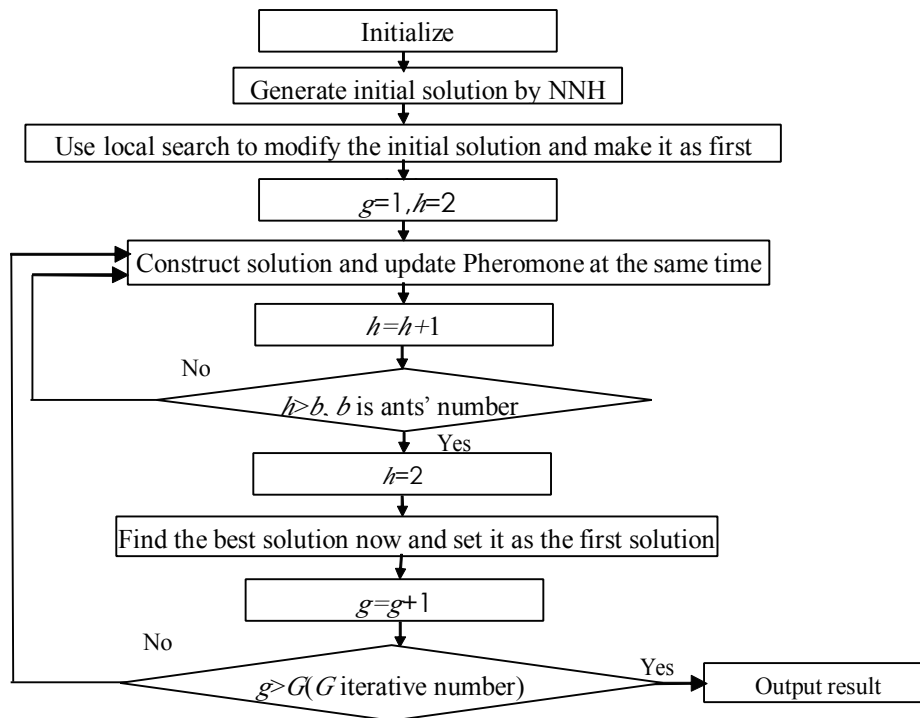 Initialize
Generate initial solution by NNH
Use local search to modify the initial solution and make it as first
g=1,h=2
Construct solution and update Pheromone at the same time
h=h+1
No
h>b, b is ants’ number
Yes
h=2
Find the best solution now and set it as the first solution
g=g+1
No
g>G(G iterative number)
Yes
Output result